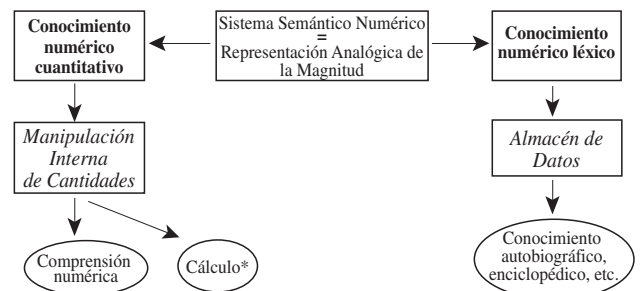 Conocimiento
numérico
cuantitativo
Sistema Semántico Numérico
=
Representación Analógica de
la Magnitud
Conocimiento
numérico léxico
Manipulación
Interna
de Cantidades
Almacén de
Datos
Comprensión
numérica
Cálculo*
Conocimiento
autobiográfico,
enciclopédico, etc.